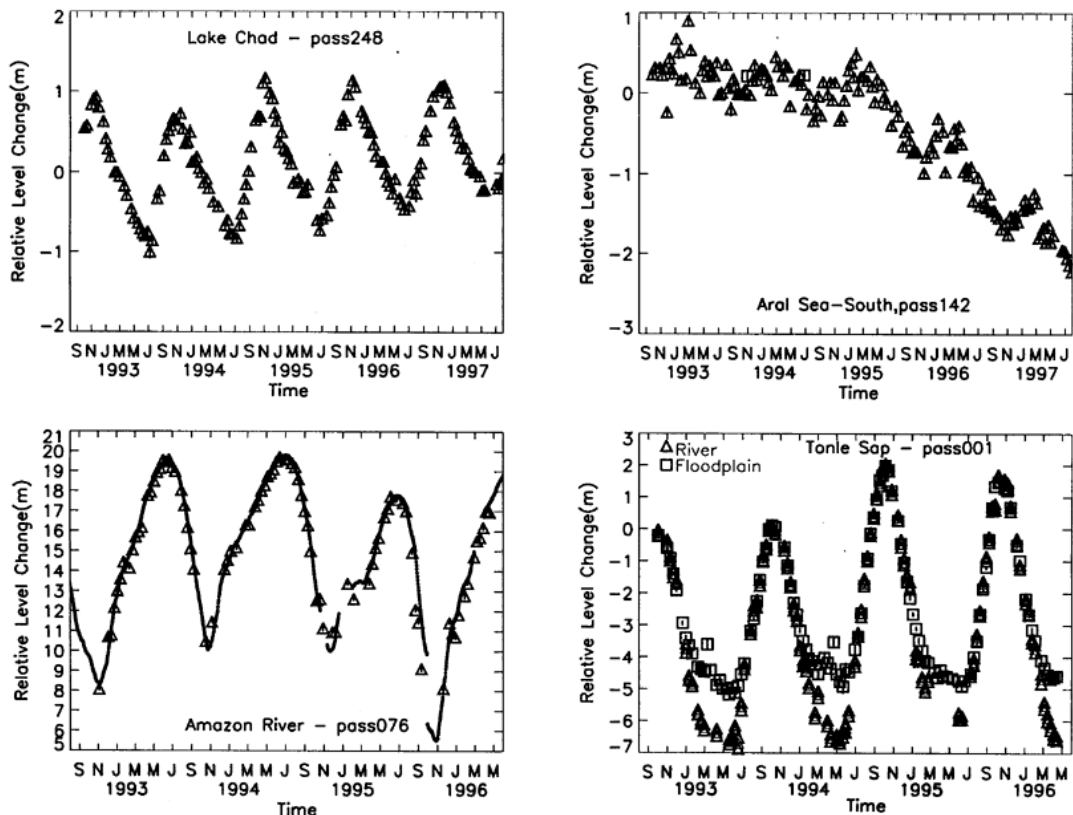 Relative Level Change(m)
2
1
0
−1
−2
Lake Chad − pass248
S N J M M J S N J M M J S N J M M J S N J M M J S N J M M J
1993 1994 1995 1996 1997
Time
Relative Level Change(m)
1
0
−1
−2
−3
Aral Sea−South,pass142
S N J M M J S N J M M J S N J M M J S N J M M J S N J M M J
1993 1994 1995 1996 1997
Time
Relative Level Change(m)
21
20
19
18
17
16
15
14
13
12
11
10
9
8
7
6
5
Amazon River − pass076
S N J M M J S N J M M J S N J M M J S N J M M
1993 1994 1995 1996
Time
Relative Level Change(m)
3
2
1
0
−1
−2
−3
−4
−5
−6
−7
River
Floodplain
Tonle Sap − pass001
S N J M M J S N J M M J S N J M M J S N J M M
1993 1994 1995 1996
Time